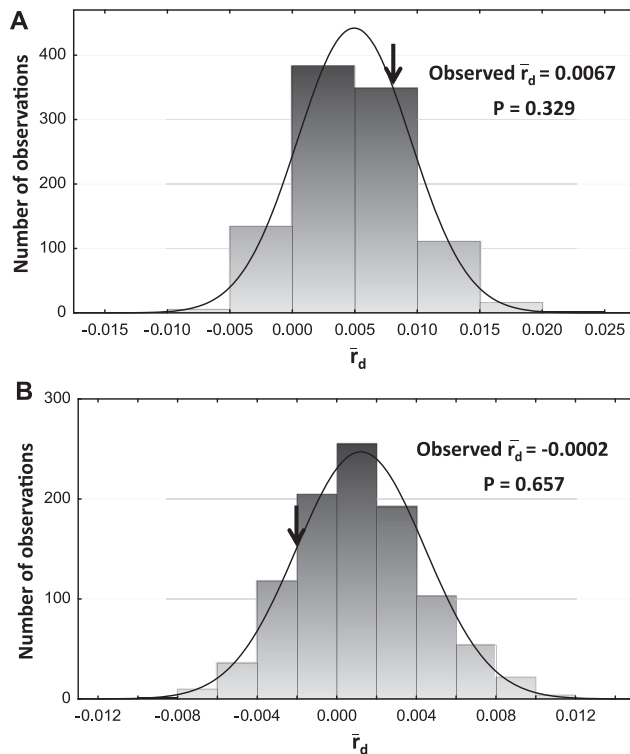 A
Number of observations
400
300
200
100
0
Observed r̄d = 0.0067
P = 0.329
-0.015 -0.010 -0.005 0.000 0.005 0.010 0.015 0.020 0.025
r̄d
B
Number of observations
300
200
100
0
Observed r̄d = -0.0002
P = 0.657
-0.012 -0.008 -0.004 0.000 0.004 0.008 0.012
r̄d